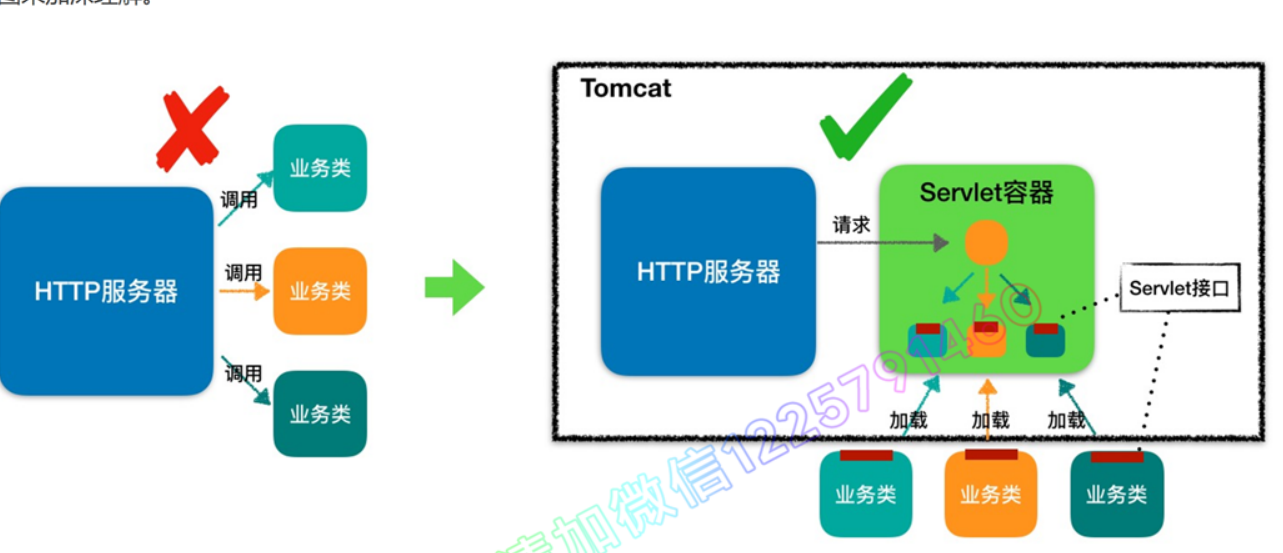 Tomcat
业务类
调用
HTTP服务器
调用
业务类
调用
业务类
HTTP服务器
请求
Servlet容器
Servlet接口
加载
加载
加载
业务类
业务类
业务类
请加微信1225791460